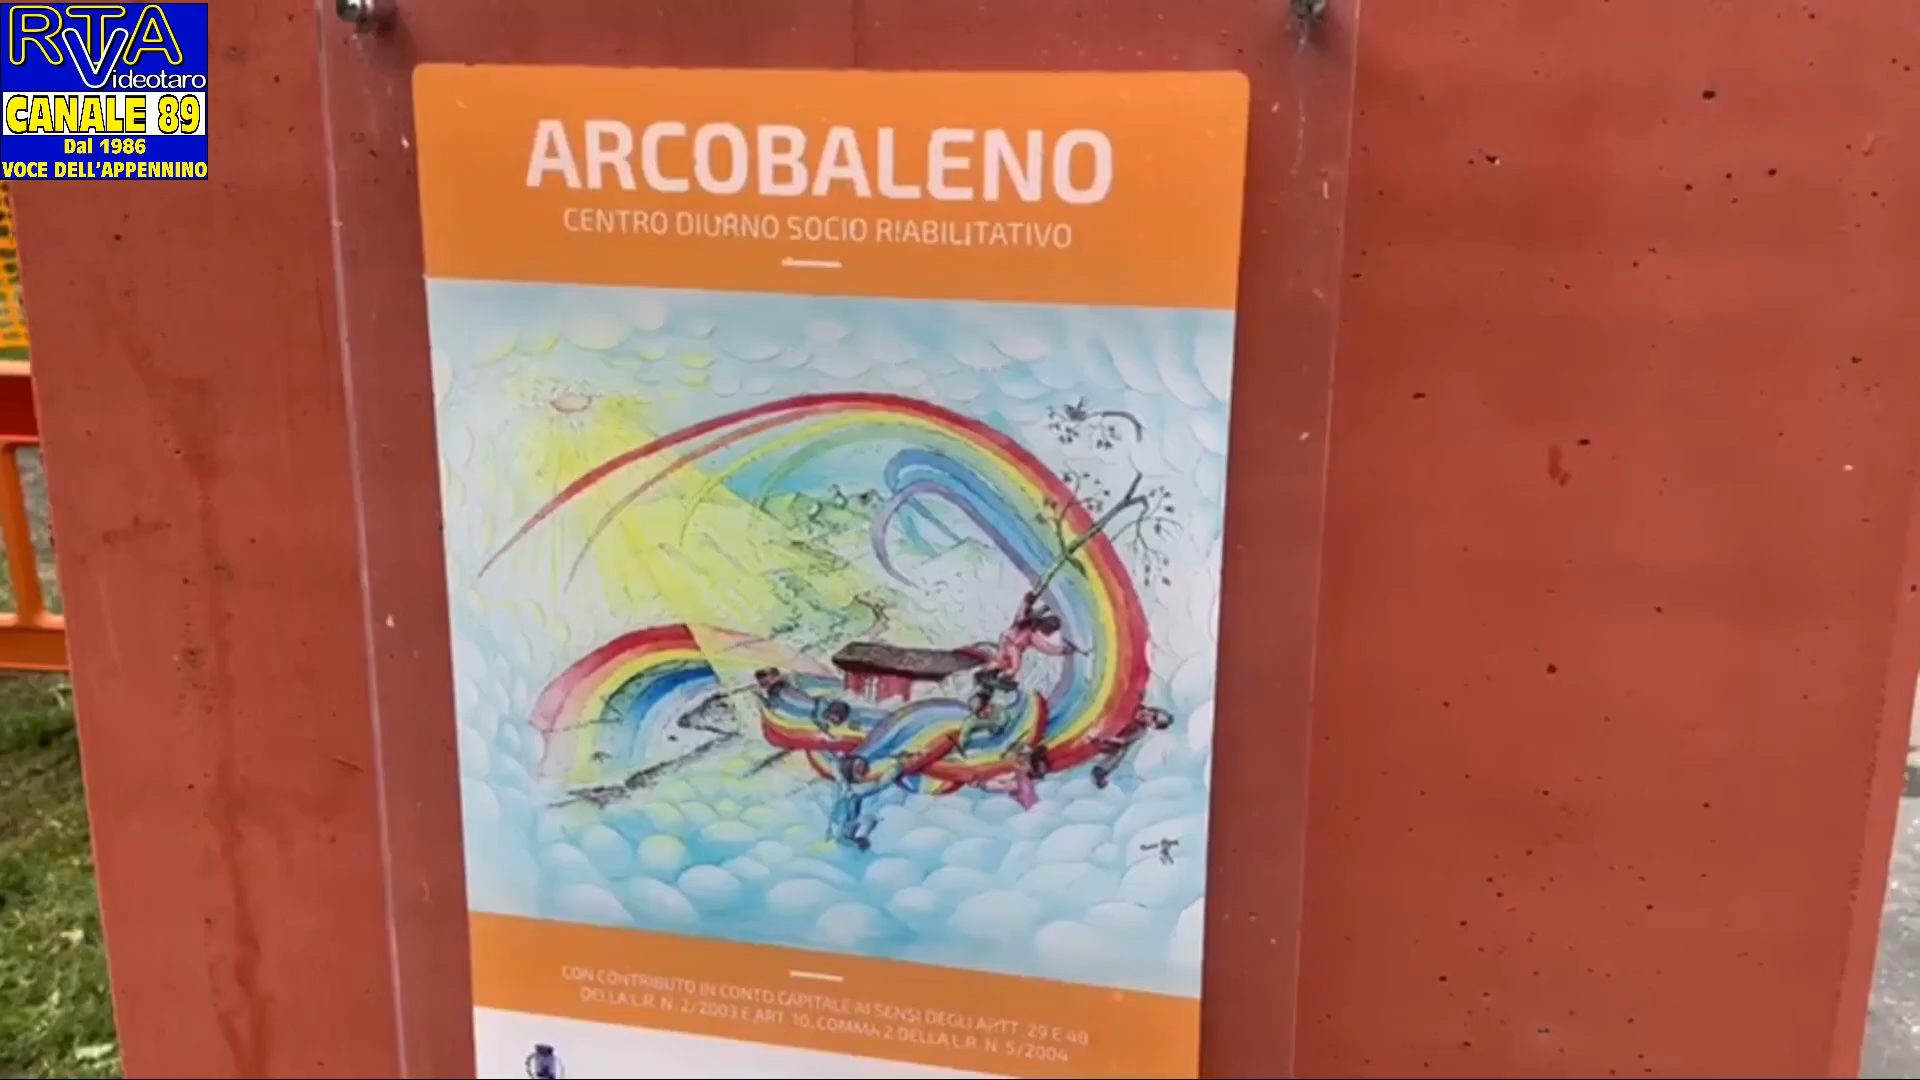 RTA
Videotaro
CANALE 89
Dal 1986
VOCE DELL'APPENNINO
ARCOBALENO
CENTRO DIURNO SOCIO RIABILITATIVO
CON CONTRIBUTO IN CONTO CAPITALE AI SENSI DEGLI ARTT. 29 E 48
DELLA L.R. N. 2/2003 E ART. 10, COMMA 2 DELLA L.R. N. 5/2004